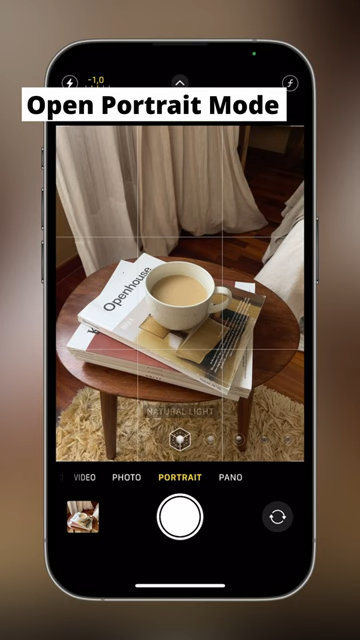 -1,0
Open Portrait Mode
f
Openhouse
K
NATURAL LIGHT
VIDEO
PHOTO
PORTRAIT
PANO